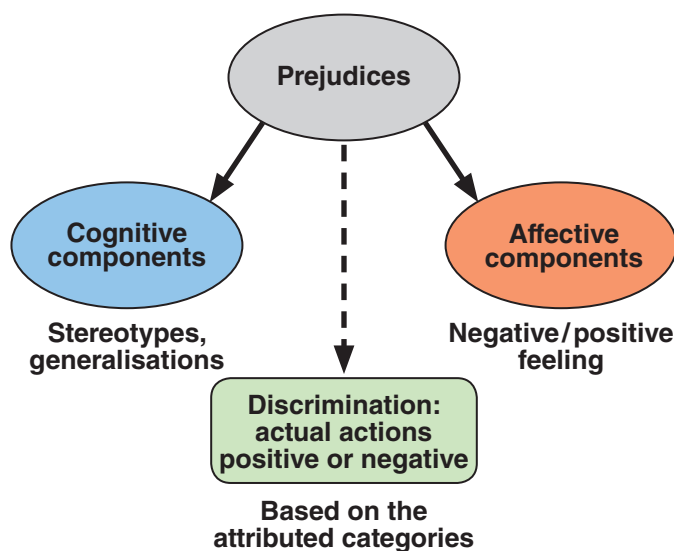 Prejudices
Cognitive
components
Affective
components
Stereotypes,
generalisations
Negative/positive
feeling
Discrimination:
actual actions
positive or negative
Based on the
attributed categories